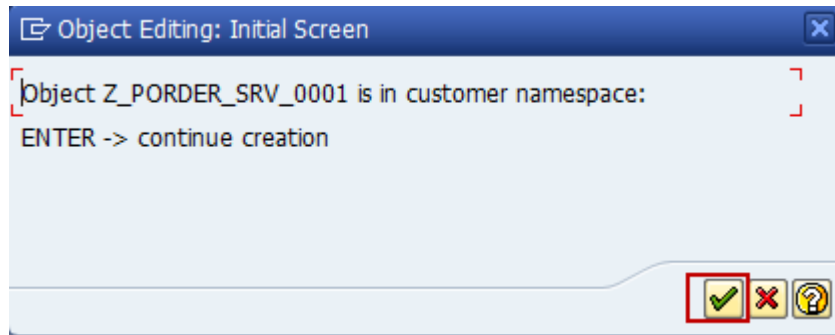 Object Editing: Initial Screen
Object Z_PORDER_SRV_0001 is in customer namespace:
ENTER -> continue creation